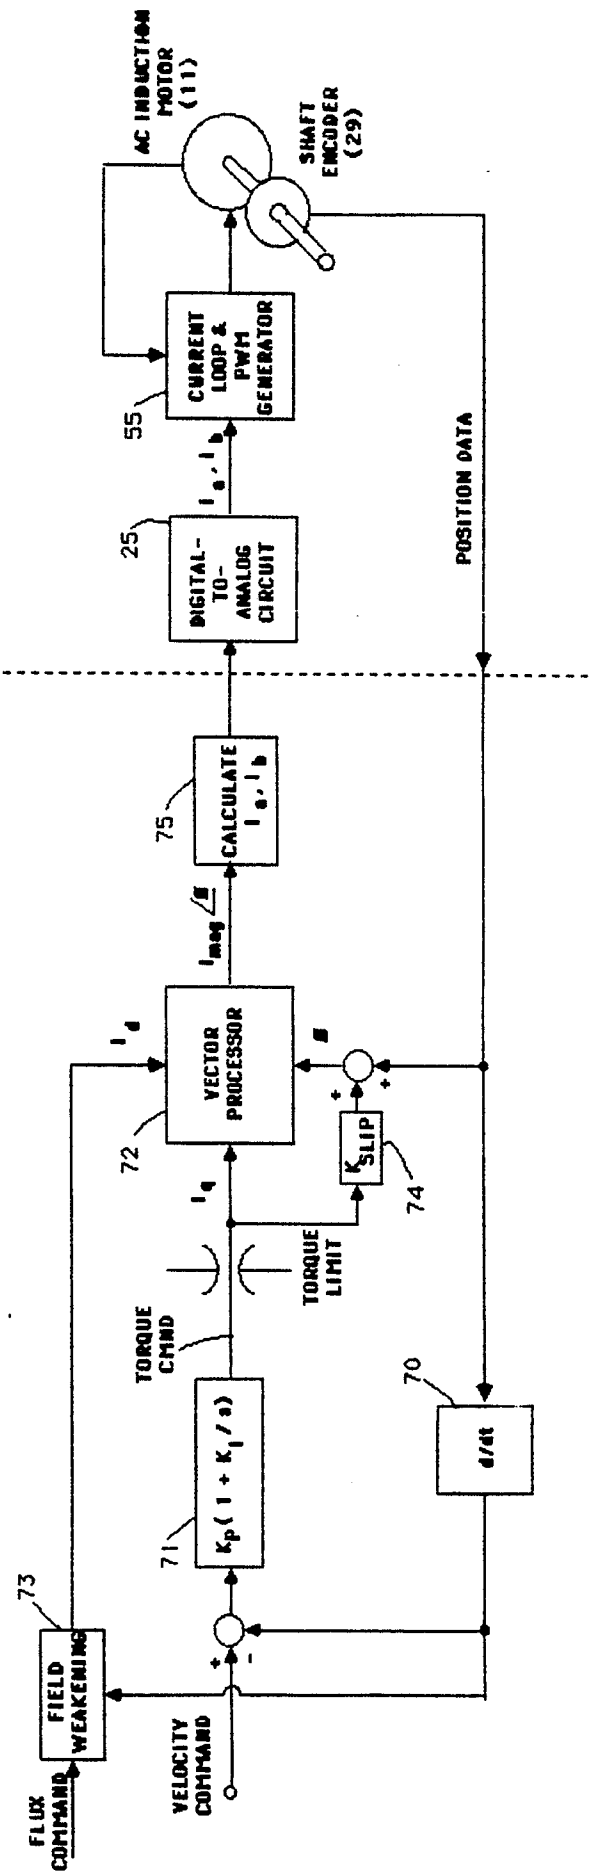 FLUX
COMMAND
FIELD
WEAKENING
73
VELOCITY
COMMAND
+
-
71
Kp(1 + KI/s)
TORQUE
CMND
TORQUE
LIMIT
Iq
72
VECTOR
PROCESSOR
Id
KSLIP
74
+
+
70
d/dt
Imag
75
CALCULATE
Ia, Ib
25
DIGITAL-
TO-
ANALOG
CIRCUIT
Ia, Ib
55
CURRENT
LOOP &
PWM
GENERATOR
AC INDUCTION
MOTOR
(11)
SHAFT
ENCODER
(29)
POSITION DATA